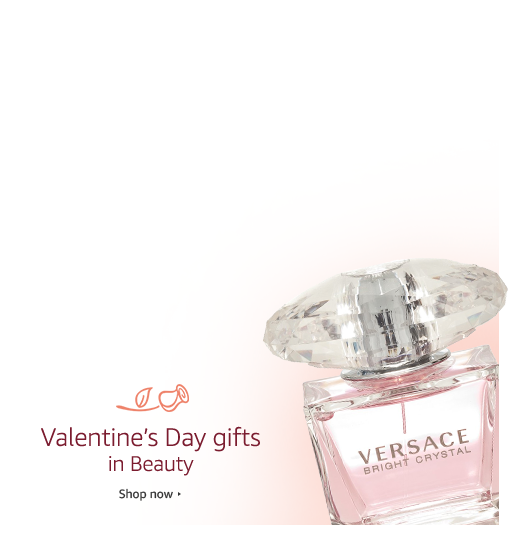 Valentine's Day gifts
in Beauty
Shop now ▸
VERSACE
BRIGHT CRYSTAL